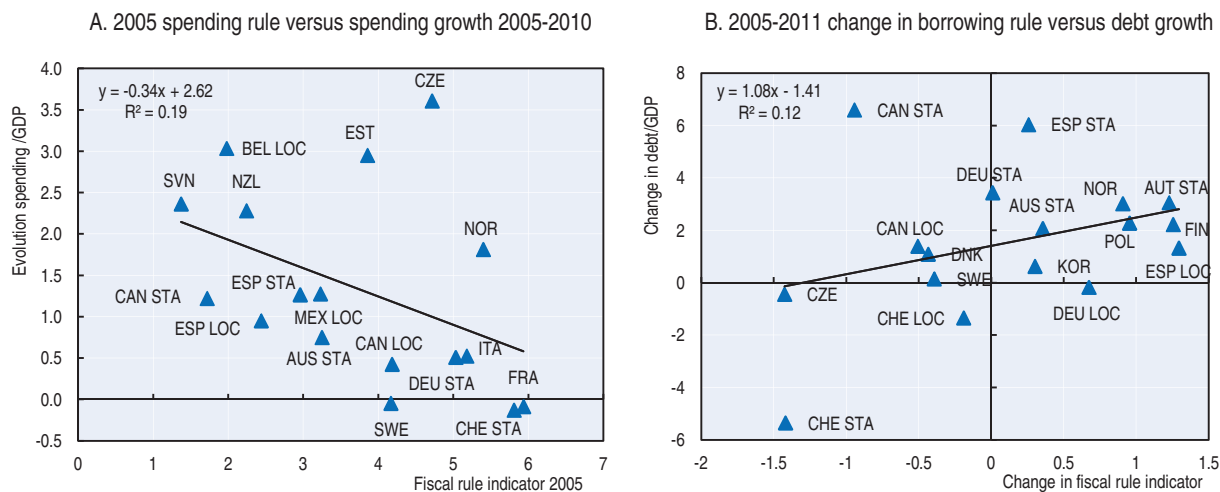 A. 2005 spending rule versus spending growth 2005-2010
Evolution spending /GDP
4.0
3.5
3.0
2.5
2.0
1.5
1.0
0.5
0.0
-0.5
y = -0.34x + 2.62
R² = 0.19
CZE
EST
BEL LOC
SVN
NZL
NOR
CAN STA
ESP STA
MEX LOC
ESP LOC
AUS STA
CAN LOC
ITA
DEU STA
FRA
SWE
CHE STA
0
1
2
3
4
5
6
7
Fiscal rule indicator 2005
B. 2005-2011 change in borrowing rule versus debt growth
Change in debt/GDP
8
6
4
2
0
-2
-4
-6
y = 1.08x - 1.41
R² = 0.12
CAN STA
ESP STA
DEU STA
NOR
AUT STA
AUS STA
CAN LOC
POL
FIN
DNK
SWE
KOR
ESP LOC
CZE
CHE LOC
DEU LOC
CHE STA
-2
-1
-0.5
0
0.5
1
1.5
Change in fiscal rule indicator